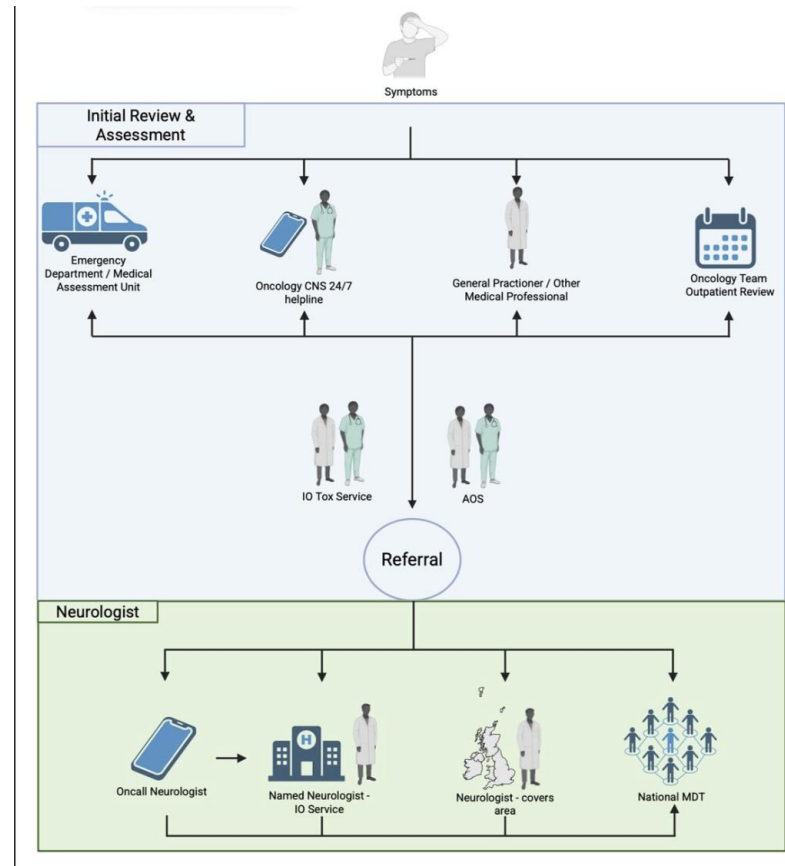 Symptoms
Initial Review &
Assessment
Emergency
Department / Medical
Assessment Unit
Oncology CNS 24/7
helpline
General Practioner / Other
Medical Professional
Oncology Team
Outpatient Review
IO Tox Service
AOS
Referral
Neurologist
H
Oncall Neurologist
Named Neurologist -
IO Service
Neurologist - covers
area
National MDT